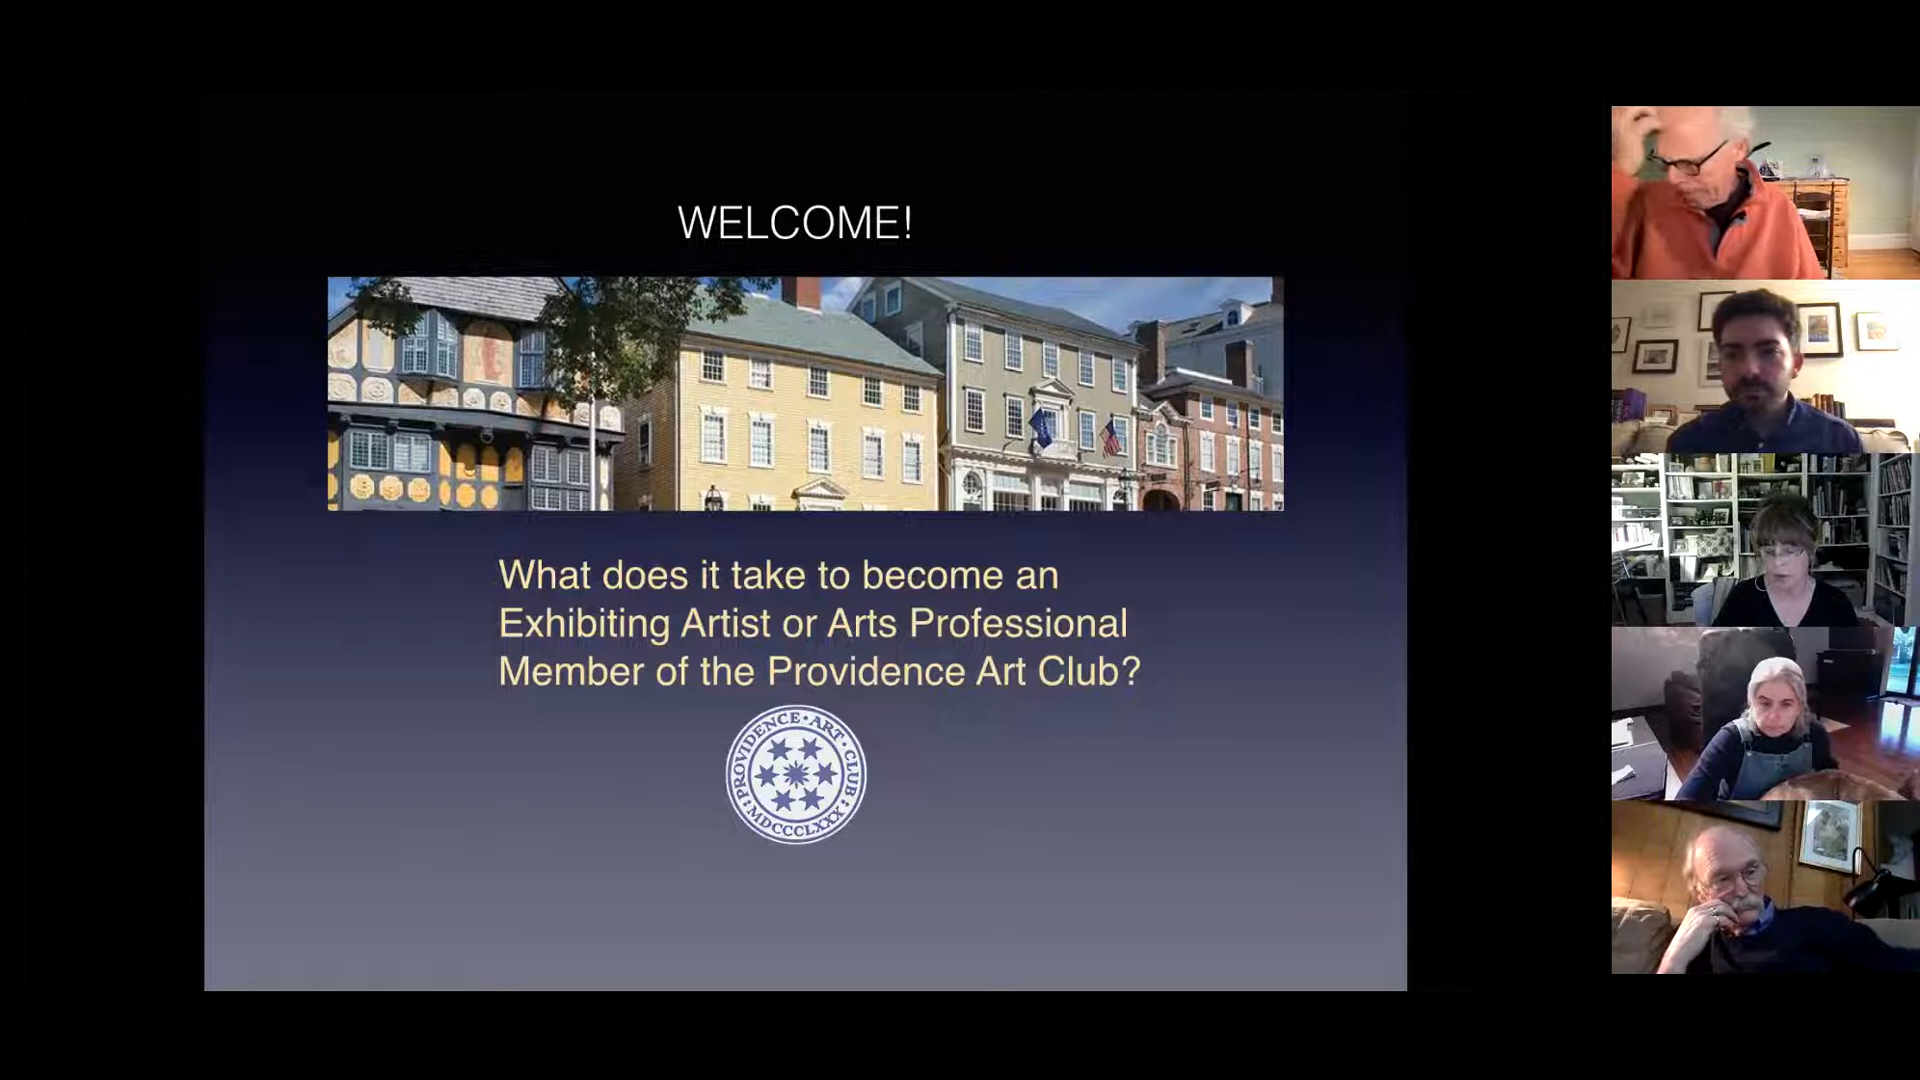 WELCOME!
What does it take to become an
Exhibiting Artist or Arts Professional
Member of the Providence Art Club?
PROVIDENCE • ART • CLUB
MDCCCLXXX